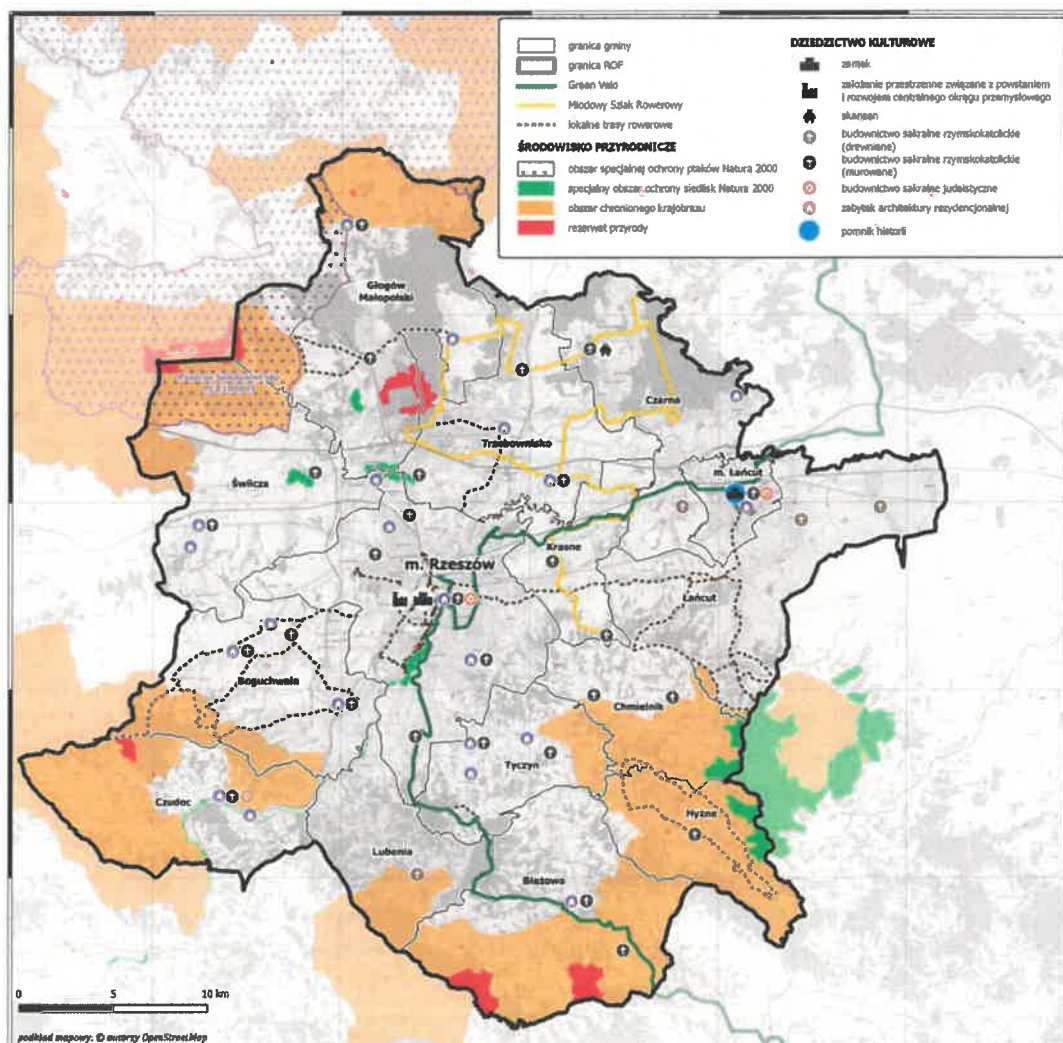 granica gminy
granica ROF
Green Velo
Miodowy Szlak Rowerowy
lokalne trasy rowerowe
ŚRODOWISKO PRZYRODNICZE
obszar specjalnej ochrony ptaków Natura 2000
specjalny obszar ochrony siedlisk Natura 2000
obszar chronionego krajobrazu
rezerwat przyrody
DZIEDZICTWO KULTUROWE
zamek
założenie przestrzenne związane z powstaniem
i rozwojem centralnego okręgu przemysłowego
skansen
budownictwo sakralne rzymskokatolickie
(drewniane)
budownictwo sakralne rzymskokatolickie
(murowane)
budownictwo sakralne judaistyczne
zabytek architektury rezydencjonalnej
pomnik historii
Głogów
Małopolski
Czarna
Trzebownisko
m. Łańcut
Świlcza
Krasne
m. Rzeszów
Łańcut
Boguchwała
Chmielnik
Tyczyn
Czudec
Hyżne
Lubenia
Błażowa
0 5 10 km
podkład mapowy: © autorzy OpenStreetMap